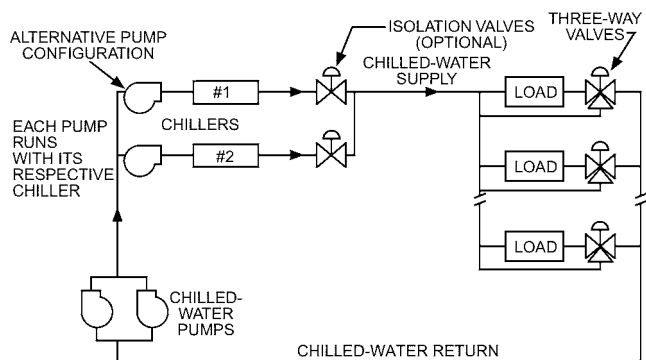 ALTERNATIVE PUMP
CONFIGURATION
ISOLATION VALVES
(OPTIONAL)
THREE-WAY
VALVES
CHILLED-WATER
SUPPLY
#1
LOAD
EACH PUMP
RUNS
WITH ITS
RESPECTIVE
CHILLER
CHILLERS
#2
LOAD
LOAD
CHILLED-
WATER
PUMPS
CHILLED-WATER RETURN